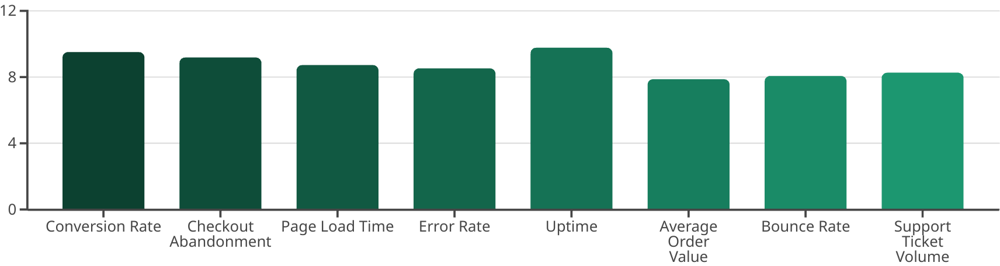 12
8
4
0
Conversion Rate
Checkout
Abandonment
Page Load Time
Error Rate
Uptime
Average
Order
Value
Bounce Rate
Support
Ticket
Volume